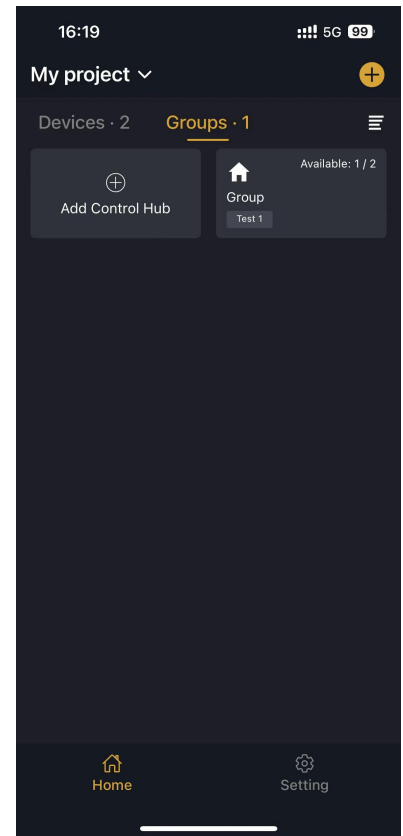 16:19
5G 99
My project
Devices · 2
Groups · 1
Add Control Hub
Available: 1 / 2
Group
Test 1
Home
Setting